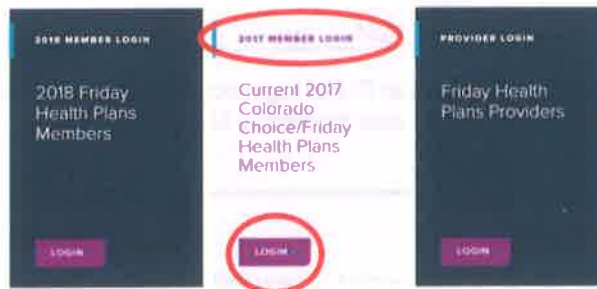 2018 MEMBER LOGIN
2018 Friday
Health Plans
Members
LOGIN
2017 MEMBER LOGIN
Current 2017
Colorado
Choice/Friday
Health Plans
Members
LOGIN
PROVIDER LOGIN
Friday Health
Plans Providers
LOGIN